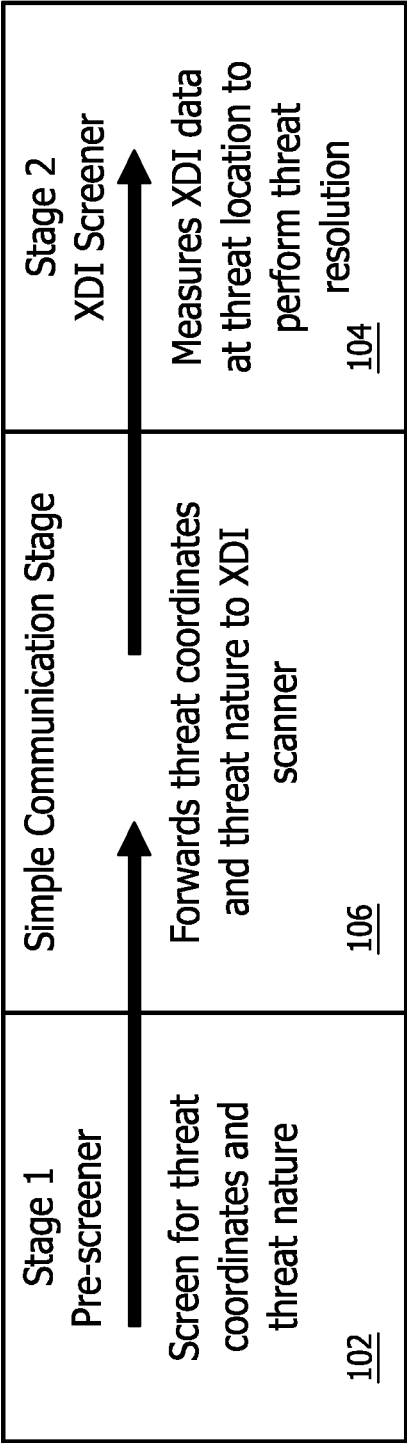 Stage 1
Pre-screener
Screen for threat
coordinates and
threat nature
102
Simple Communication Stage
Forwards threat coordinates
and threat nature to XDI
scanner
106
Stage 2
XDI Screener
Measures XDI data
at threat location to
perform threat
resolution
104